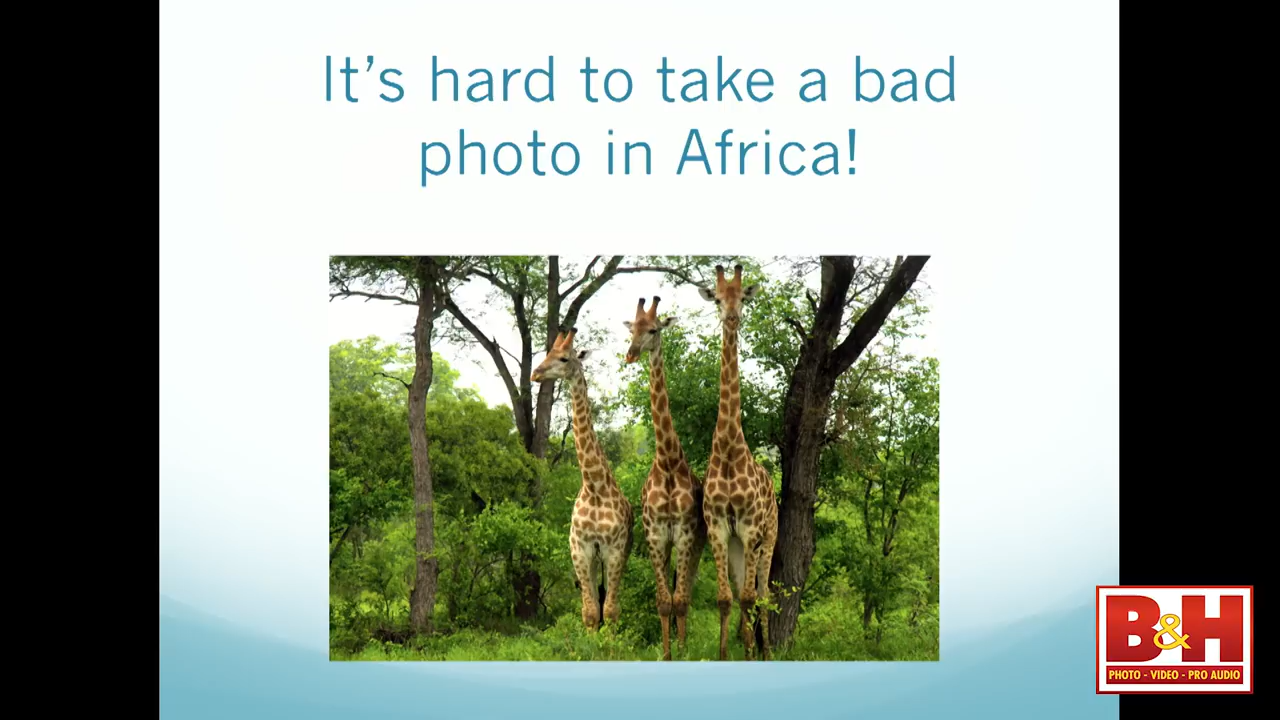 It’s hard to take a bad
photo in Africa!
B&H
PHOTO - VIDEO - PRO AUDIO